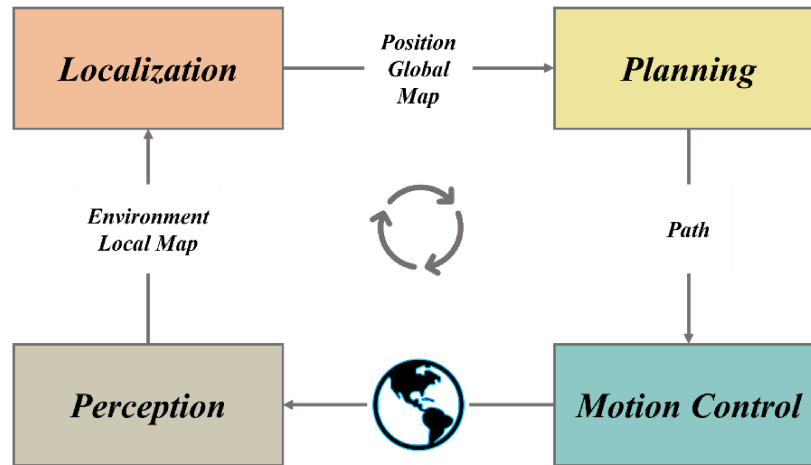 Localization
Position
Global
Map
Planning
Environment
Local Map
Path
Perception
Motion Control